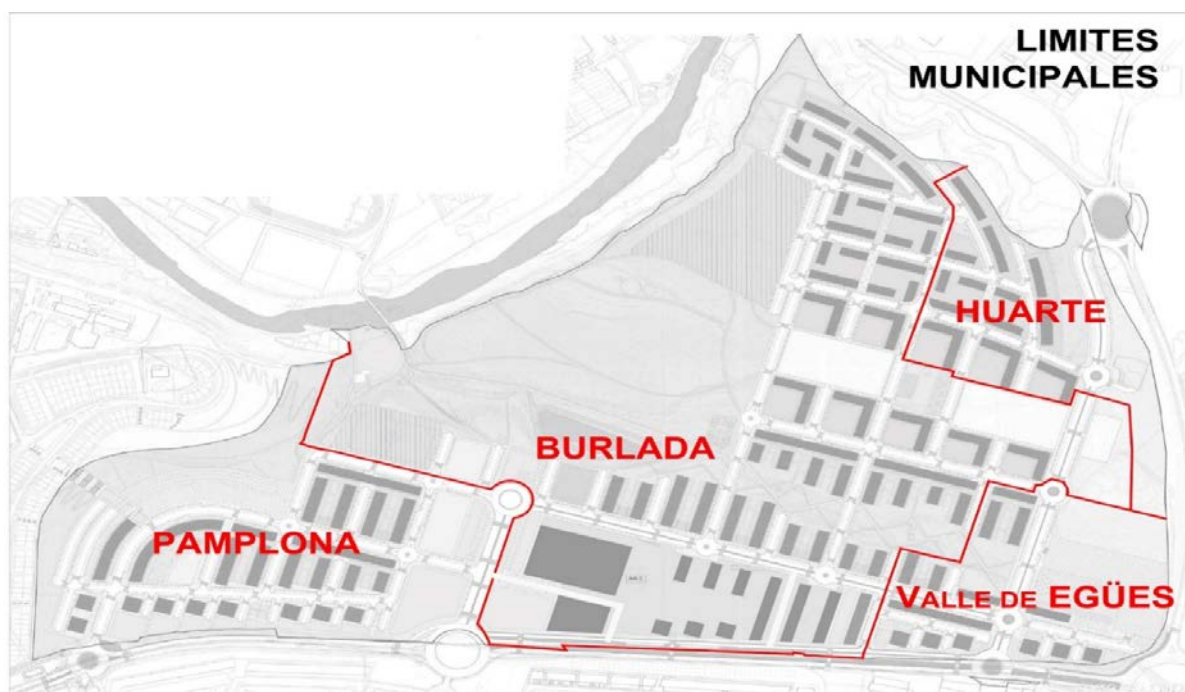 LIMITES
MUNICIPALES
HUARTE
BURLADA
PAMPLONA
VALLE DE EGÜES